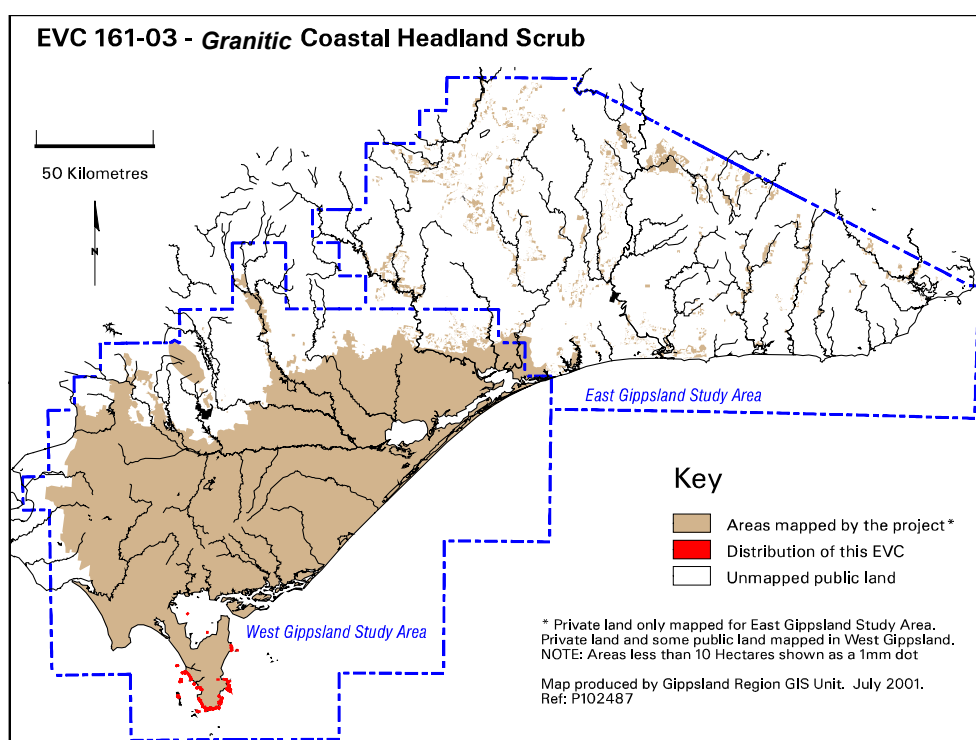 EVC 161-03 - Granitic Coastal Headland Scrub
50 Kilometres
N
East Gippsland Study Area
West Gippsland Study Area
Key
Areas mapped by the project*
Distribution of this EVC
Unmapped public land
* Private land only mapped for East Gippsland Study Area.
Private land and some public land mapped in West Gippsland.
NOTE: Areas less than 10 Hectares shown as a 1mm dot
Map produced by Gippsland Region GIS Unit. July 2001.
Ref: P102487